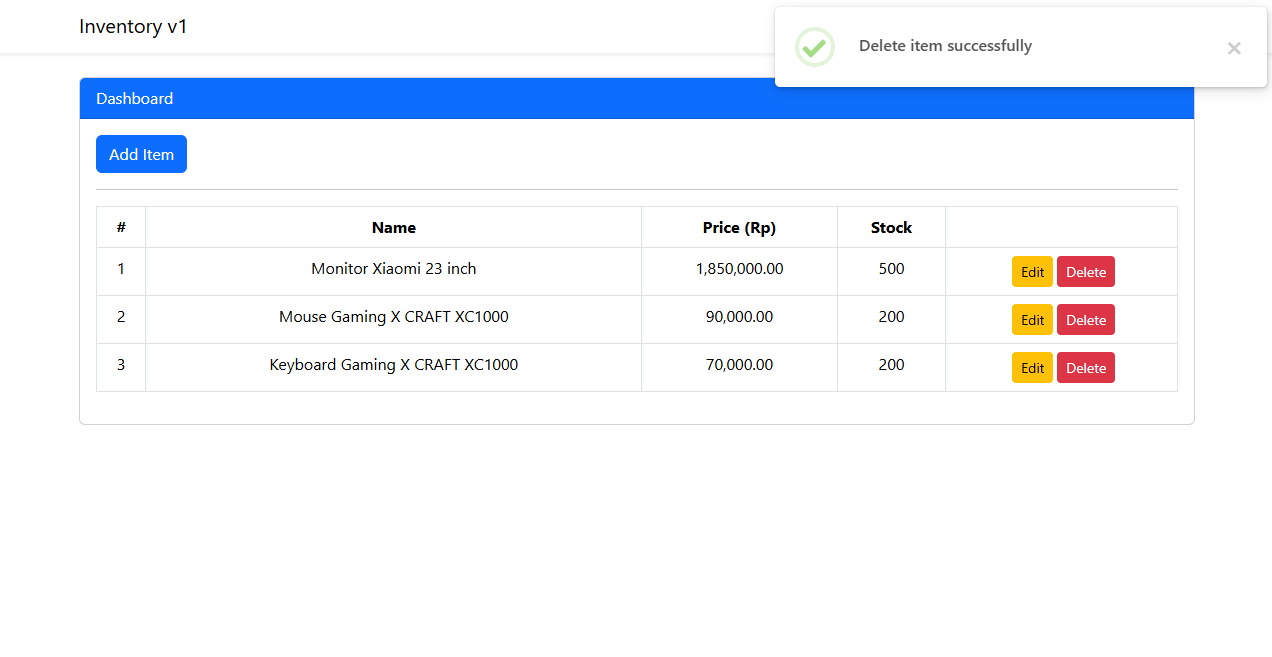 Inventory v1
Delete item successfully ×
Dashboard
Add Item
# Name Price (Rp) Stock
1 Monitor Xiaomi 23 inch 1,850,000.00 500 Edit Delete
2 Mouse Gaming X CRAFT XC1000 90,000.00 200 Edit Delete
3 Keyboard Gaming X CRAFT XC1000 70,000.00 200 Edit Delete